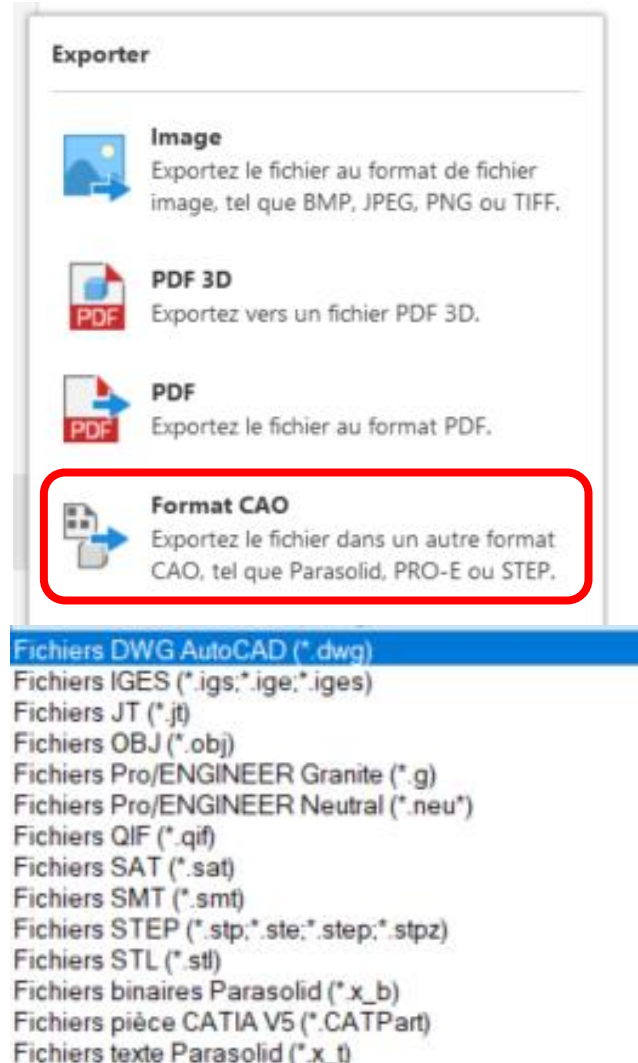 Exporter
Image
Exportez le fichier au format de fichier
image, tel que BMP, JPEG, PNG ou TIFF.
PDF 3D
PDF
Exportez vers un fichier PDF 3D.
PDF
PDF
Exportez le fichier au format PDF.
Format CAO
Exportez le fichier dans un autre format
CAO, tel que Parasolid, PRO-E ou STEP.
Fichiers DWG AutoCAD (*.dwg)
Fichiers IGES (*.igs;*.ige;*.iges)
Fichiers JT (*.jt)
Fichiers OBJ (*.obj)
Fichiers Pro/ENGINEER Granite (*.g)
Fichiers Pro/ENGINEER Neutral (*.neu*)
Fichiers QIF (*.qif)
Fichiers SAT (*.sat)
Fichiers SMT (*.smt)
Fichiers STEP (*.stp;*.ste;*.step;*.stpz)
Fichiers STL (*.stl)
Fichiers binaires Parasolid (*.x_b)
Fichiers pièce CATIA V5 (*.CATPart)
Fichiers texte Parasolid (*.x_t)